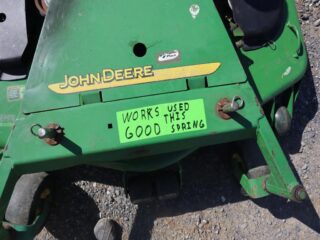 JOHN DEERE
WORKS USED
GOOD THIS
SPRING